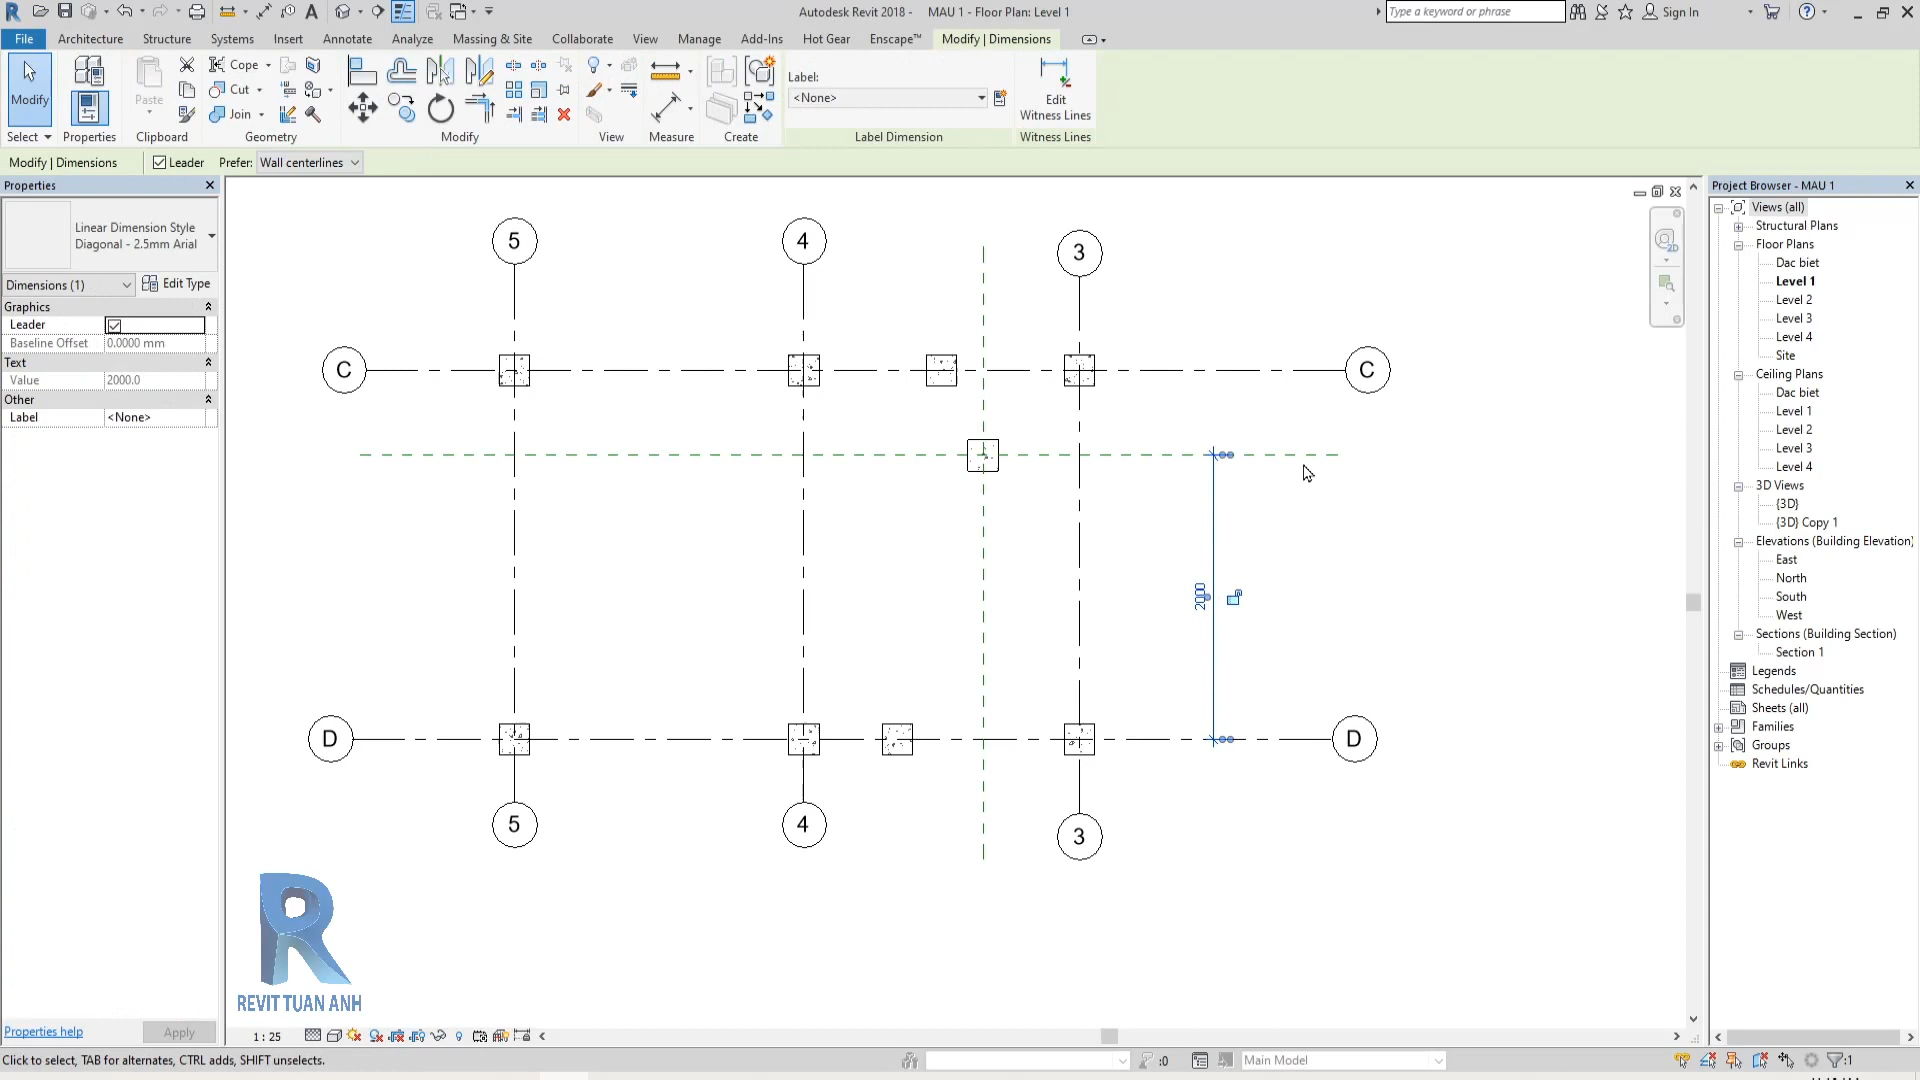 Autodesk Revit 2018 - MAU 1 - Floor Plan: Level 1
Type a keyword or phrase
Sign In
File Architecture Structure Systems Insert Annotate Analyze Massing & Site Collaborate View Manage Add-Ins Hot Gear Enscape™ Modify | Dimensions
Modify
Paste
Cope
Cut
Join
Label:
<None>
Edit
Witness Lines
Select Properties Clipboard Geometry Modify View Measure Create Label Dimension Witness Lines
Modify | Dimensions Leader Prefer: Wall centerlines
Properties
Linear Dimension Style
Diagonal - 2.5mm Arial
Dimensions (1) Edit Type
Graphics
Leader
Baseline Offset 0.0000 mm
Text
Value 2000.0
Other
Label <None>
Properties help Apply
5
4
3
C
C
2000
D
D
5
4
3
2D
R
REVIT TUAN ANH
Project Browser - MAU 1
Views (all)
Structural Plans
Floor Plans
Dac biet
Level 1
Level 2
Level 3
Level 4
Site
Ceiling Plans
Dac biet
Level 1
Level 2
Level 3
Level 4
3D Views
{3D}
{3D} Copy 1
Elevations (Building Elevation)
East
North
South
West
Sections (Building Section)
Section 1
Legends
Schedules/Quantities
Sheets (all)
Families
Groups
Revit Links
1 : 25
Click to select, TAB for alternates, CTRL adds, SHIFT unselects.
:0
Main Model
:1